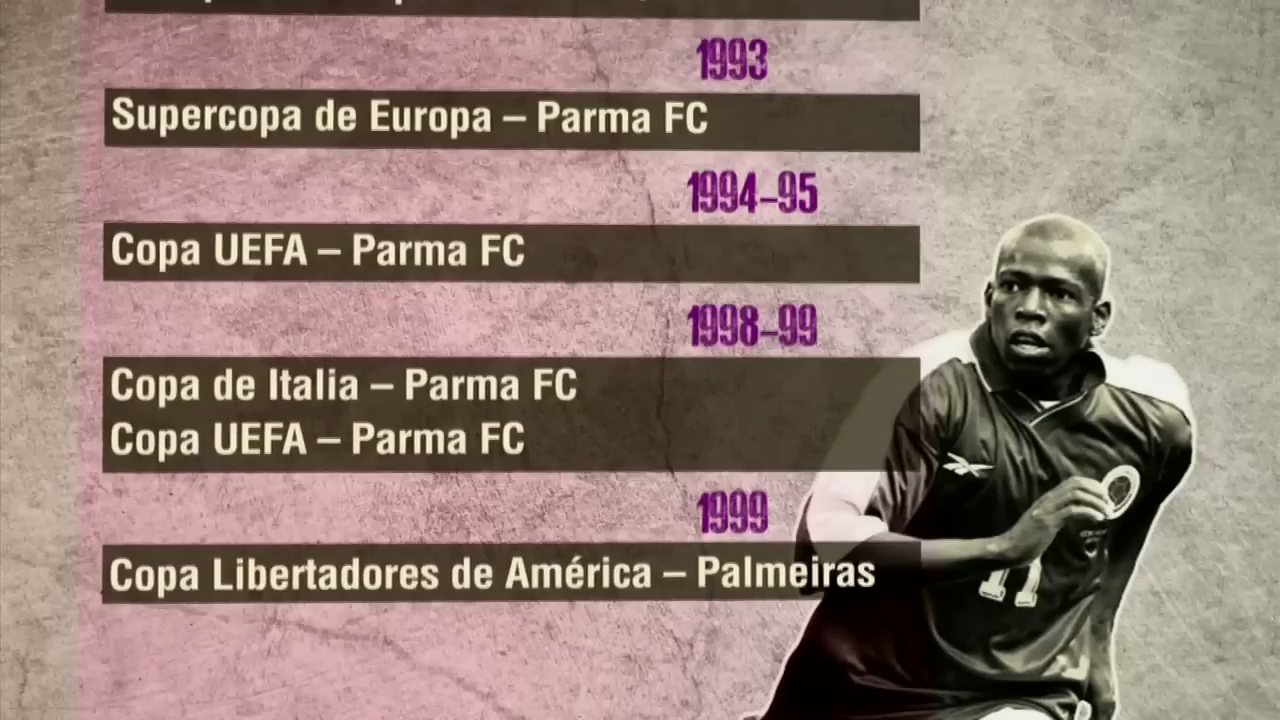 1993
Supercopa de Europa – Parma FC
1994–95
Copa UEFA – Parma FC
1998–99
Copa de Italia – Parma FC
Copa UEFA – Parma FC
1999
Copa Libertadores de América – Palmeiras
11